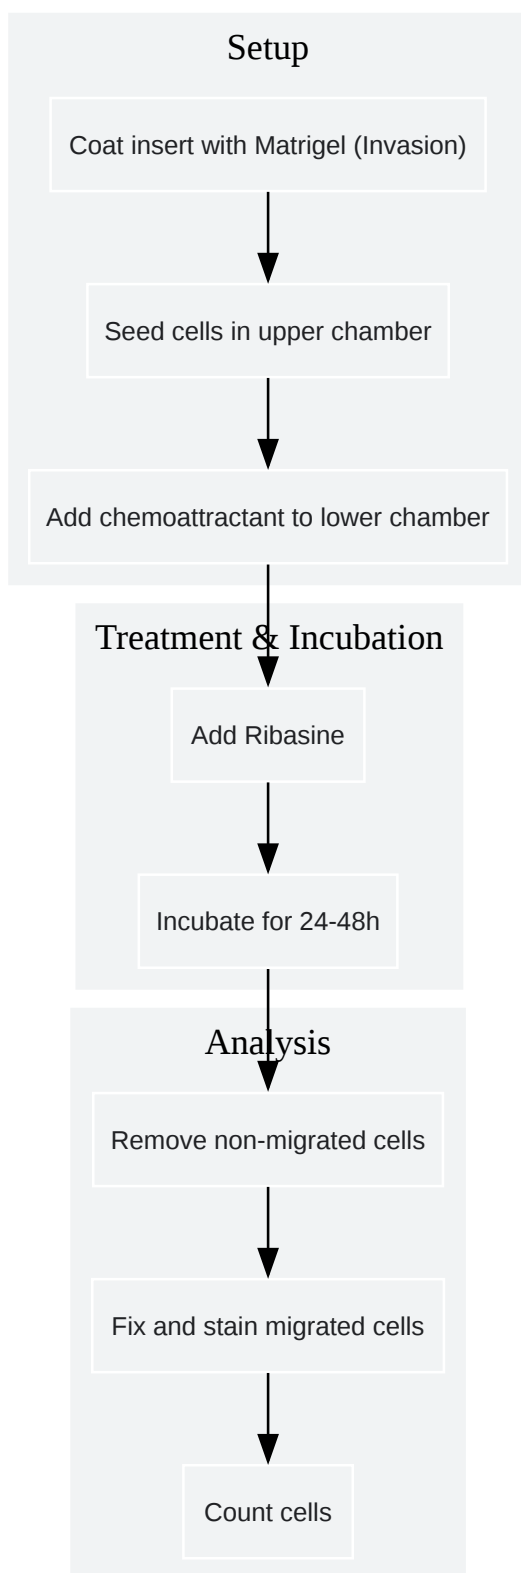 Setup
Coat insert with Matrigel (Invasion)
Seed cells in upper chamber
Add chemoattractant to lower chamber
Treatment & Incubation
Add Ribasine
Incubate for 24-48h
Analysis
Remove non-migrated cells
Fix and stain migrated cells
Count cells